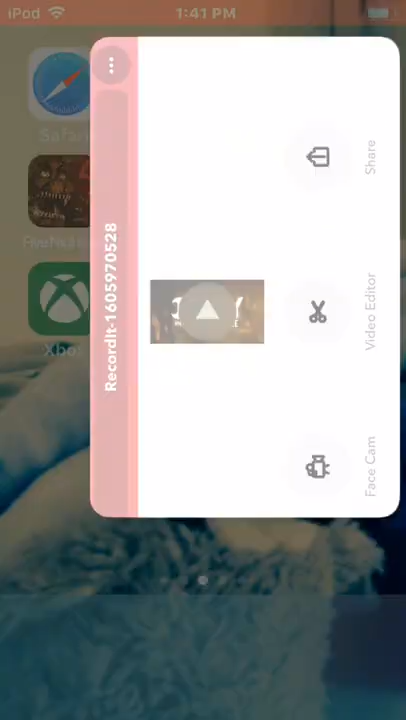 iPod
1:41 PM
Safari
Xbox
RecordIt-1605970528
Share
Video Editor
Face Cam